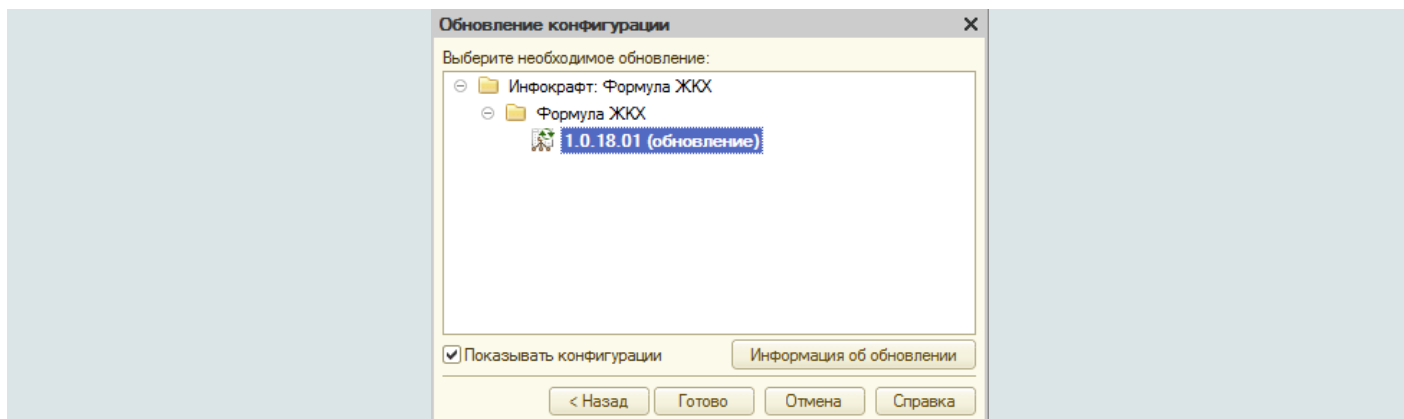 Обновление конфигурации
Выберите необходимое обновление:
Инфокрафт: Формула ЖКХ
Формула ЖКХ
1.0.18.01 (обновление)
Показывать конфигурации
Информация об обновлении
< Назад Готово Отмена Справка